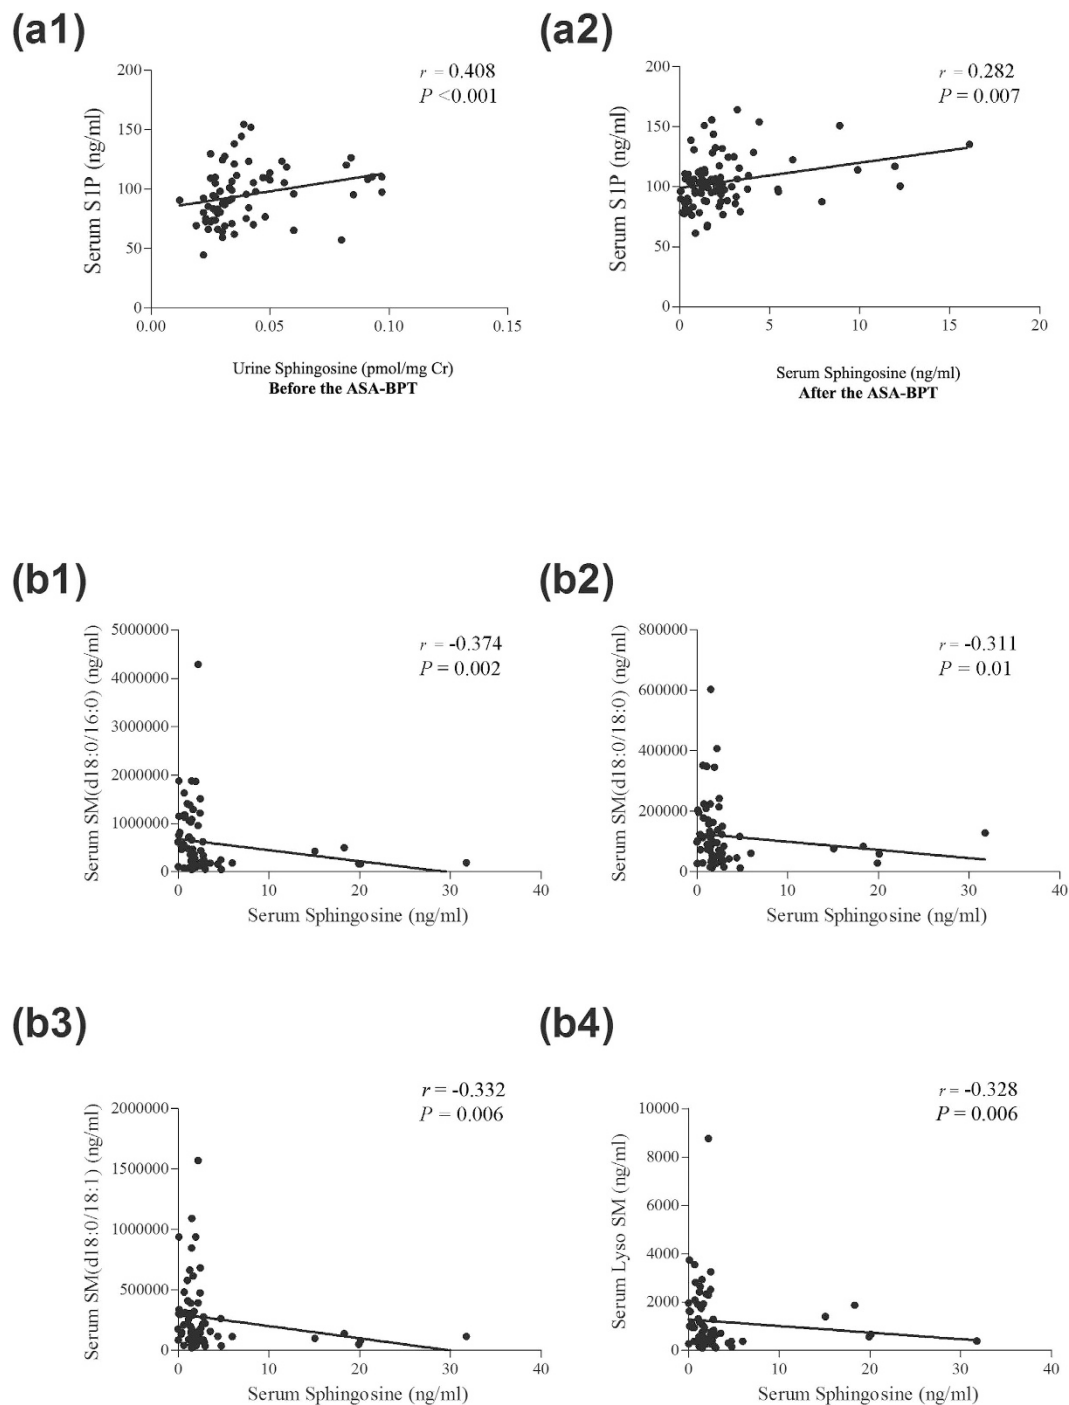 (a1)
r = 0.408
P <0.001
Serum S1P (ng/ml)
200
150
100
50
0
0.00 0.05 0.10 0.15
Urine Sphingosine (pmol/mg Cr)
Before the ASA-BPT
(a2)
r = 0.282
P = 0.007
Serum S1P (ng/ml)
200
150
100
50
0
0 5 10 15 20
Serum Sphingosine (ng/ml)
After the ASA-BPT
(b1)
r = -0.374
P = 0.002
Serum SM(d18:0/16:0) (ng/ml)
5000000
4000000
3000000
2000000
1000000
0
0 10 20 30 40
Serum Sphingosine (ng/ml)
(b2)
r = -0.311
P = 0.01
Serum SM(d18:0/18:0) (ng/ml)
800000
600000
400000
200000
0
0 10 20 30 40
Serum Sphingosine (ng/ml)
(b3)
r = -0.332
P = 0.006
Serum SM(d18:0/18:1) (ng/ml)
2000000
1500000
1000000
500000
0
0 10 20 30 40
Serum Sphingosine (ng/ml)
(b4)
r = -0.328
P = 0.006
Serum Lyso SM (ng/ml)
10000
8000
6000
4000
2000
0
0 10 20 30 40
Serum Sphingosine (ng/ml)